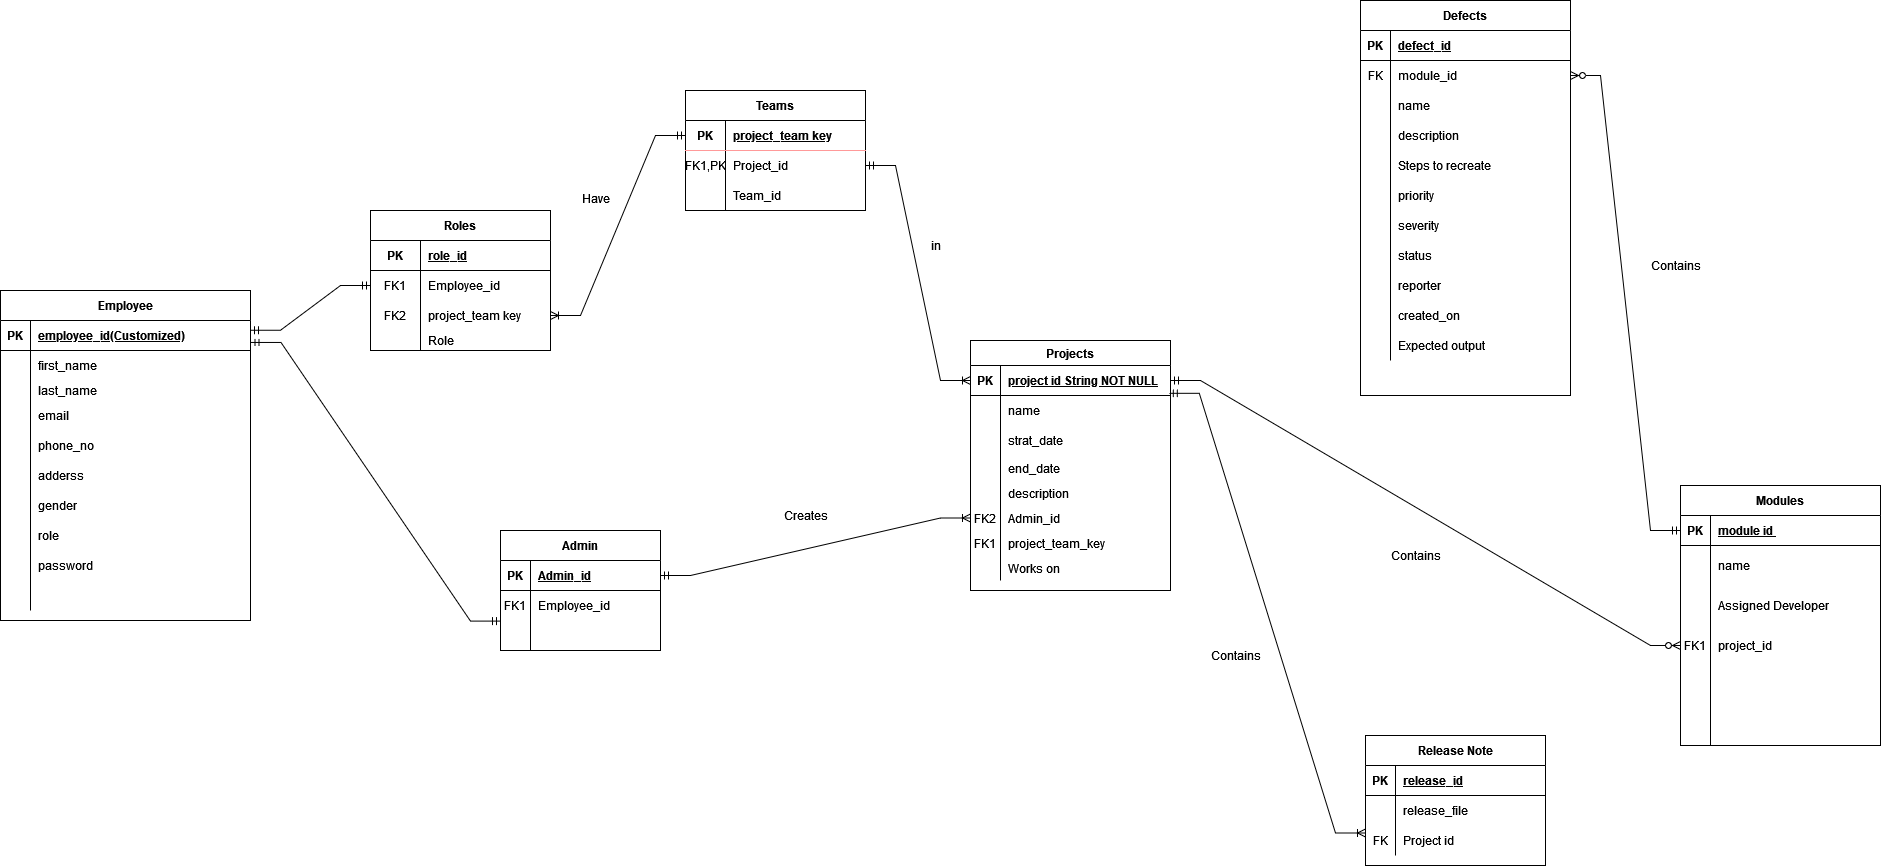 Defects
PK defect_id
FK module_id
name
description
Steps to recreate
priority
severity
status
reporter
created_on
Expected output
Teams
PK project_team key
FK1,PK Project_id
Team_id
Have
in
Contains
Roles
PK role_id
FK1 Employee_id
FK2 project_team key
Role
Employee
PK employee_id(Customized)
first_name
last_name
email
phone_no
adderss
gender
role
password
Projects
PK project id String NOT NULL
name
strat_date
end_date
description
FK2 Admin_id
FK1 project_team_key
Works on
Creates
Admin
PK Admin_id
FK1 Employee_id
Contains
Modules
PK module id
name
Assigned Developer
FK1 project_id
Contains
Release Note
PK release_id
release_file
FK Project id